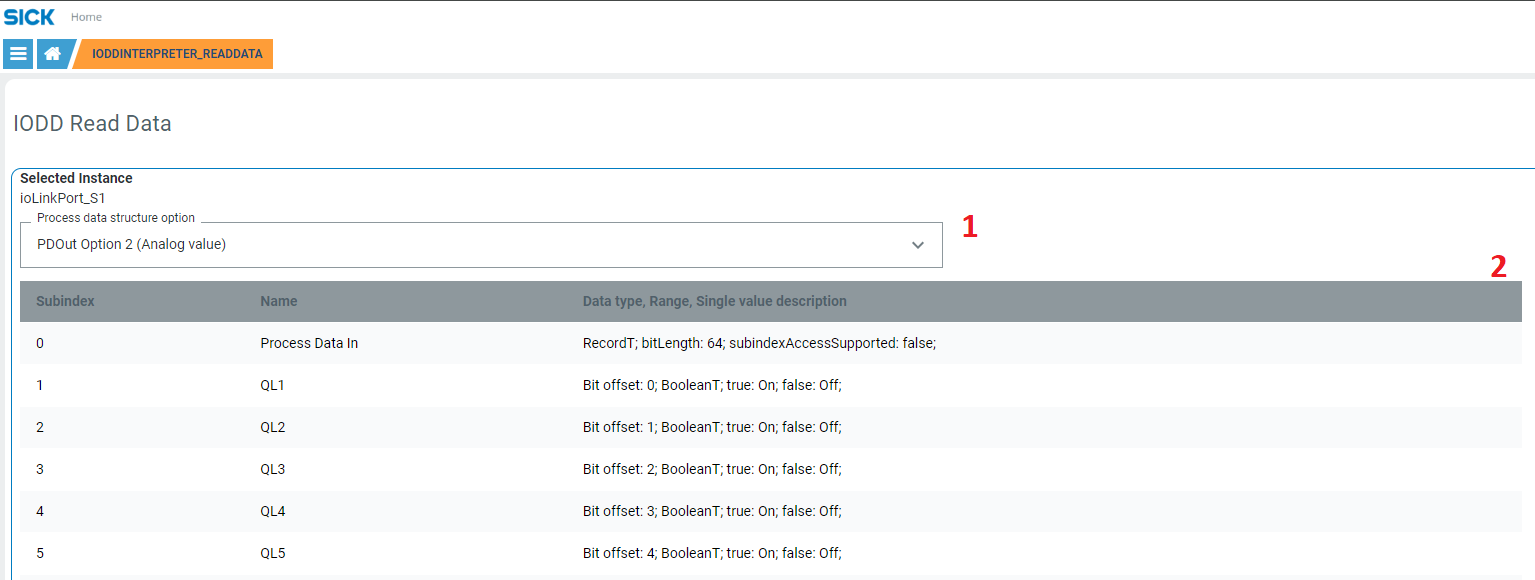 SICK Home
IODDINTERPRETER_READDATA
IODD Read Data
Selected Instance
ioLinkPort_S1
Process data structure option
PDOut Option 2 (Analog value)
1
2
Subindex Name Data type, Range, Single value description
0 Process Data In RecordT; bitLength: 64; subindexAccessSupported: false;
1 QL1 Bit offset: 0; BooleanT; true: On; false: Off;
2 QL2 Bit offset: 1; BooleanT; true: On; false: Off;
3 QL3 Bit offset: 2; BooleanT; true: On; false: Off;
4 QL4 Bit offset: 3; BooleanT; true: On; false: Off;
5 QL5 Bit offset: 4; BooleanT; true: On; false: Off;